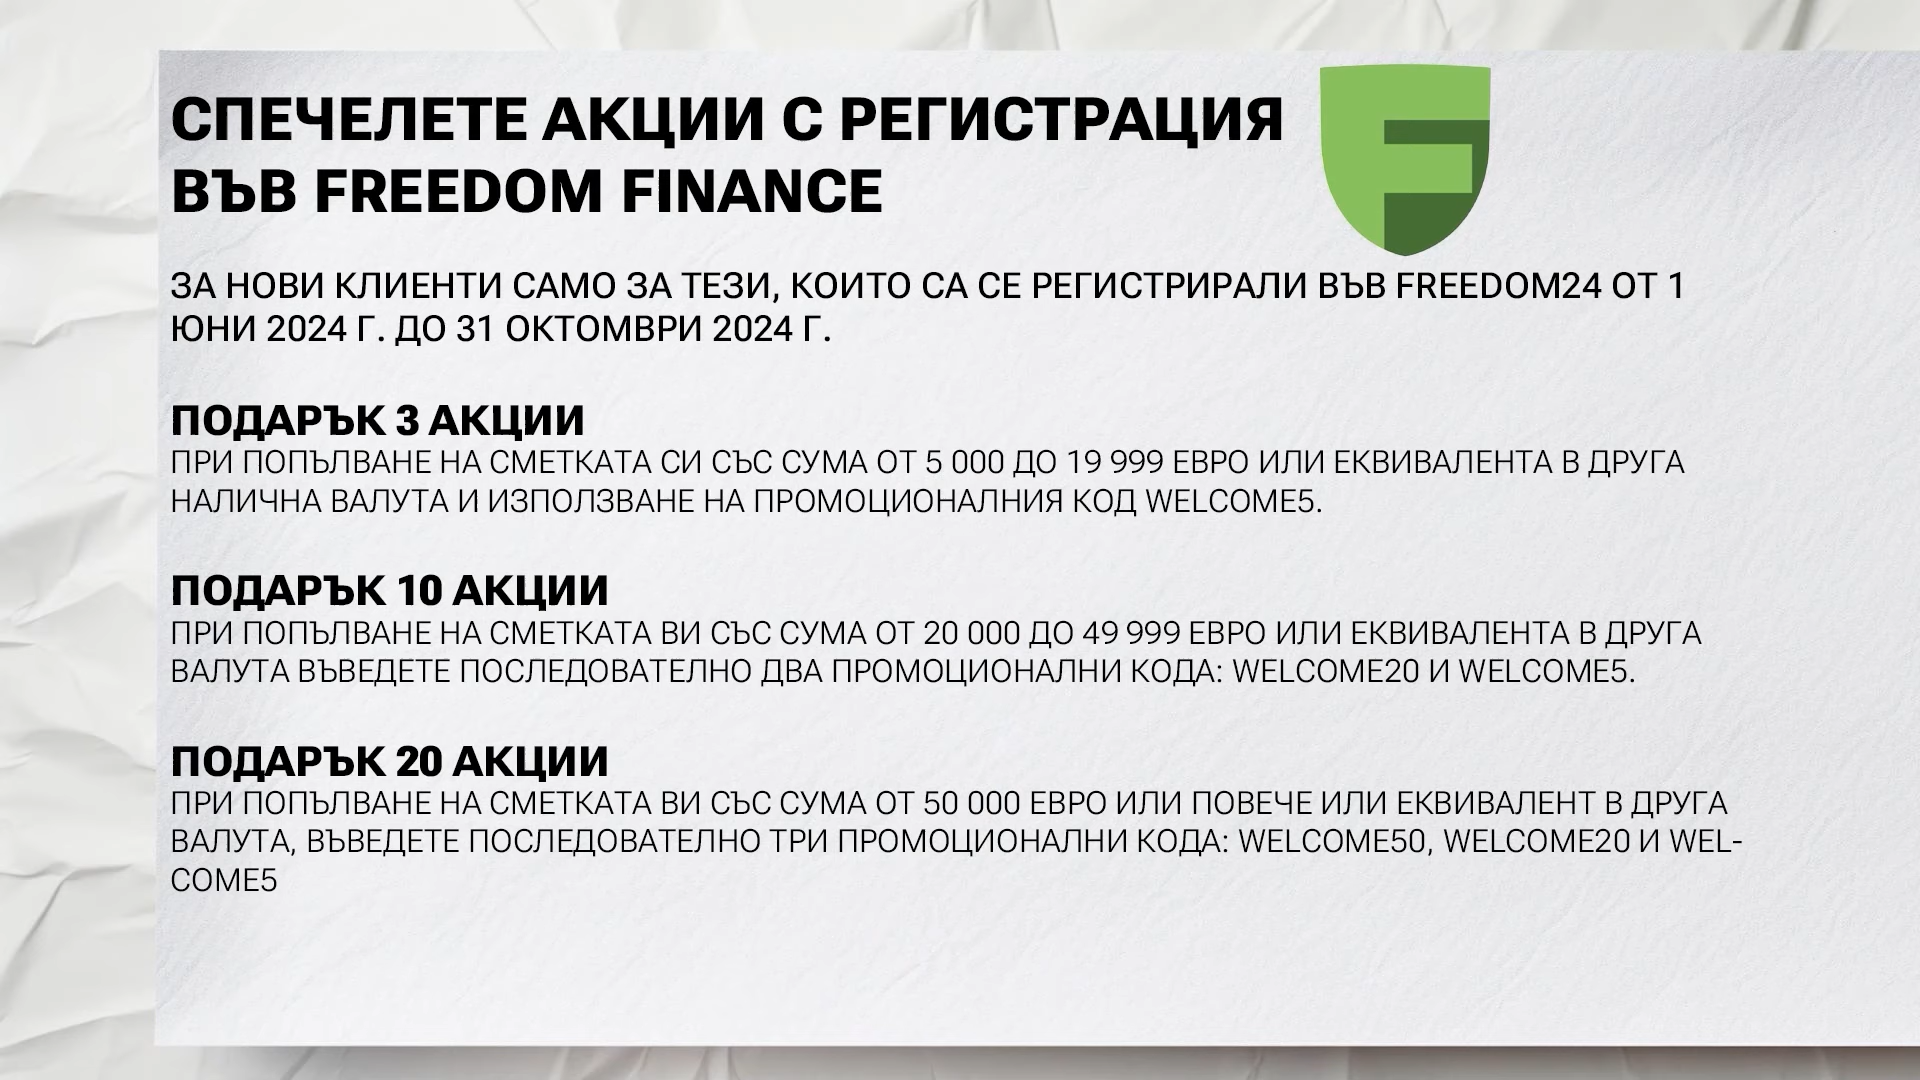 СПЕЧЕЛЕТЕ АКЦИИ С РЕГИСТРАЦИЯ
ВЪВ FREEDOM FINANCE
ЗА НОВИ КЛИЕНТИ САМО ЗА ТЕЗИ, КОИТО СА СЕ РЕГИСТРИРАЛИ ВЪВ FREEDOM24 ОТ 1
ЮНИ 2024 Г. ДО 31 ОКТОМВРИ 2024 Г.
ПОДАРЪК 3 АКЦИИ
ПРИ ПОПЪЛВАНЕ НА СМЕТКАТА СИ СЪС СУМА ОТ 5 000 ДО 19 999 ЕВРО ИЛИ ЕКВИВАЛЕНТА В ДРУГА
НАЛИЧНА ВАЛУТА И ИЗПОЛЗВАНЕ НА ПРОМОЦИОНАЛНИЯ КОД WELCOME5.
ПОДАРЪК 10 АКЦИИ
ПРИ ПОПЪЛВАНЕ НА СМЕТКАТА ВИ СЪС СУМА ОТ 20 000 ДО 49 999 ЕВРО ИЛИ ЕКВИВАЛЕНТА В ДРУГА
ВАЛУТА ВЪВЕДЕТЕ ПОСЛЕДОВАТЕЛНО ДВА ПРОМОЦИОНАЛНИ КОДА: WELCOME20 И WELCOME5.
ПОДАРЪК 20 АКЦИИ
ПРИ ПОПЪЛВАНЕ НА СМЕТКАТА ВИ СЪС СУМА ОТ 50 000 ЕВРО ИЛИ ПОВЕЧЕ ИЛИ ЕКВИВАЛЕНТ В ДРУГА
ВАЛУТА, ВЪВЕДЕТЕ ПОСЛЕДОВАТЕЛНО ТРИ ПРОМОЦИОНАЛНИ КОДА: WELCOME50, WELCOME20 И WEL-
COME5